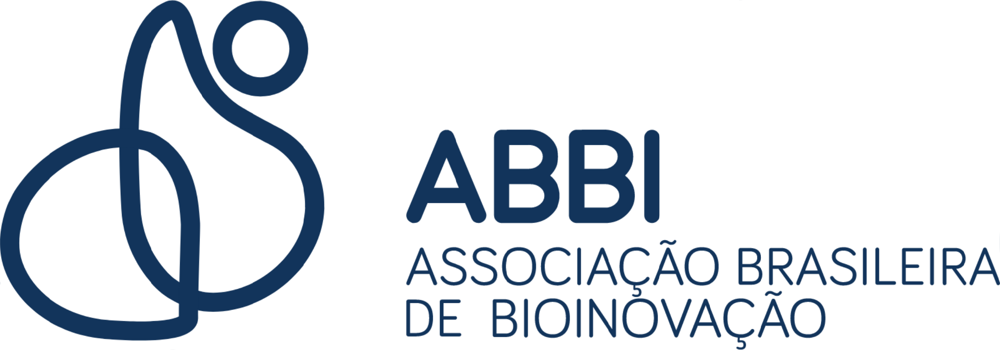 ABBI
ASSOCIAÇÃO BRASILEIRA
DE BIOINOVAÇÃO